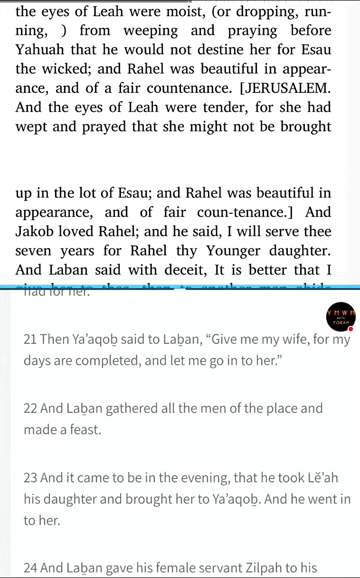 the eyes of Leah were moist, (or dropping, run-
ning, ) from weeping and praying before
Yahuah that he would not destine her for Esau
the wicked; and Rahel was beautiful in appear-
ance, and of a fair countenance. [JERUSALEM.
And the eyes of Leah were tender, for she had
wept and prayed that she might not be brought
up in the lot of Esau; and Rahel was beautiful in
appearance, and of fair coun-tenance.] And
Jakob loved Rahel; and he said, I will serve thee
seven years for Rahel thy Younger daughter.
And Laban said with deceit, It is better that I
give her to thee, than to another man abide
had for her.
21 Then Ya’aqoḇ said to Laḇan, “Give me my wife, for my
days are completed, and let me go in to her.”
22 And Laḇan gathered all the men of the place and
made a feast.
23 And it came to be in the evening, that he took Lĕ’ah
his daughter and brought her to Ya’aqoḇ. And he went in
to her.
24 And Laḇan gave his female servant Zilpah to his